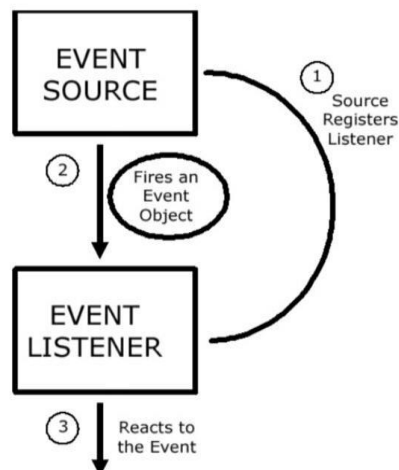 EVENT
SOURCE
1
Source
Registers
Listener
2
Fires an
Event
Object
EVENT
LISTENER
3
Reacts to
the Event